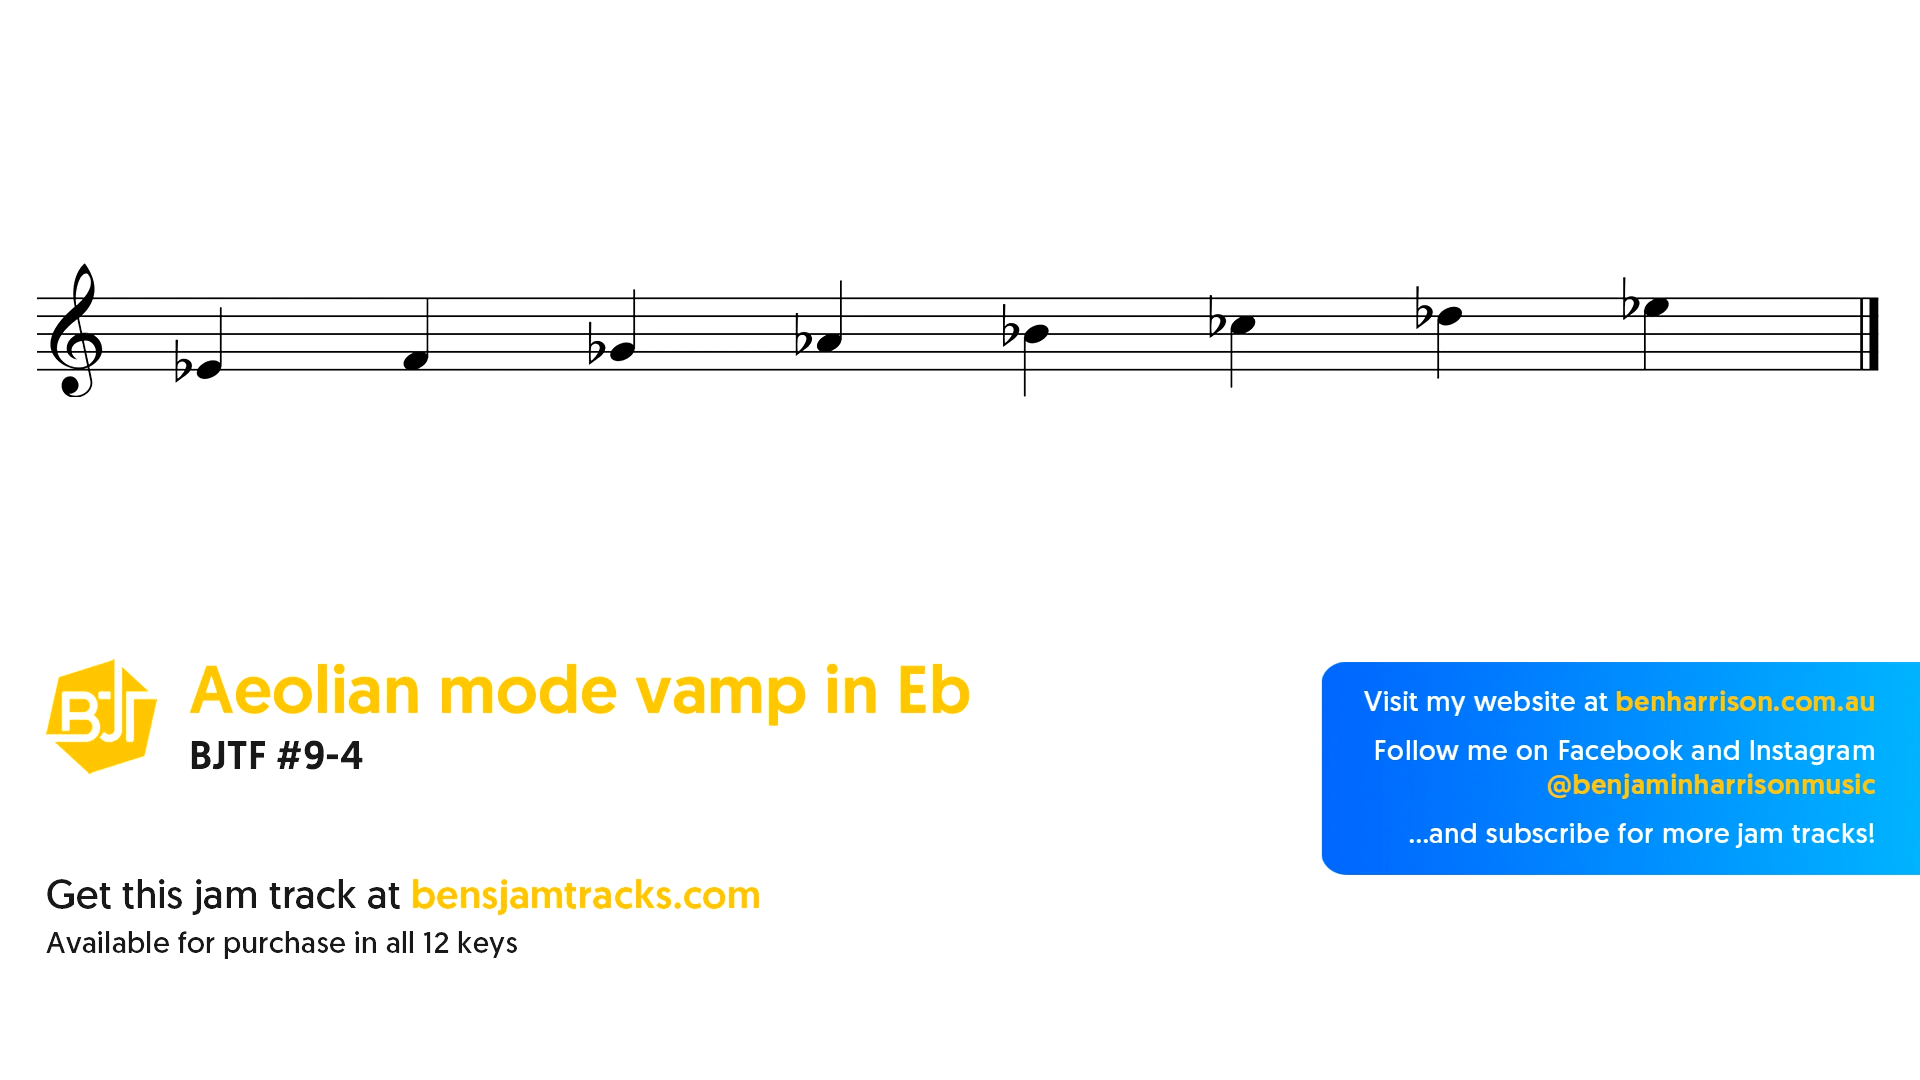 BJT
Aeolian mode vamp in Eb
BJTF #9-4
Get this jam track at bensjamtracks.com
Available for purchase in all 12 keys
Visit my website at benharrison.com.au
Follow me on Facebook and Instagram
@benjaminharrisonmusic
...and subscribe for more jam tracks!